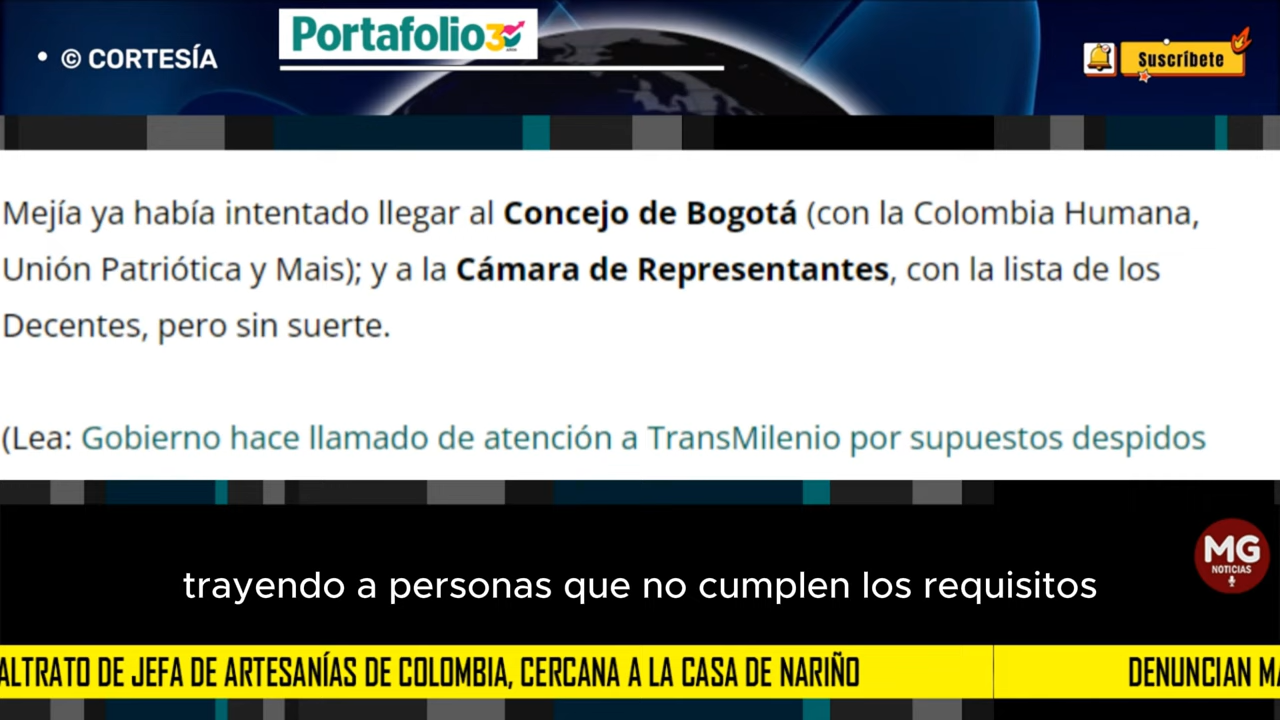 • © CORTESÍA
Portafolio 30
Suscríbete
Mejía ya había intentado llegar al Concejo de Bogotá (con la Colombia Humana,
Unión Patriótica y Mais); y a la Cámara de Representantes, con la lista de los
Decentes, pero sin suerte.
(Lea: Gobierno hace llamado de atención a TransMilenio por supuestos despidos
MG
NOTICIAS
trayendo a personas que no cumplen los requisitos
ALTRATO DE JEFA DE ARTESANÍAS DE COLOMBIA, CERCANA A LA CASA DE NARIÑO
DENUNCIAN MA